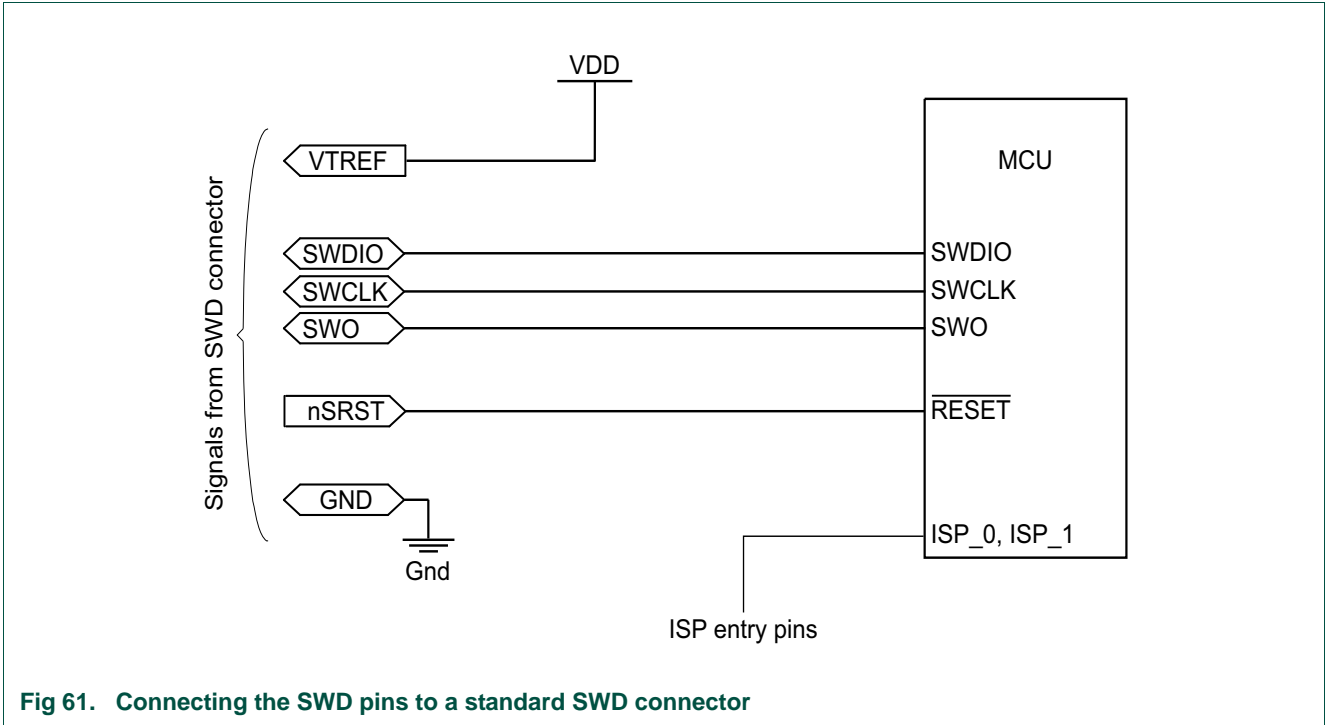 VDD
Signals from SWD connector
VTREF
MCU
SWDIO
SWDIO
SWCLK
SWCLK
SWO
SWO
nSRST
RESET
GND
ISP_0, ISP_1
Gnd
ISP entry pins
Fig 61. Connecting the SWD pins to a standard SWD connector